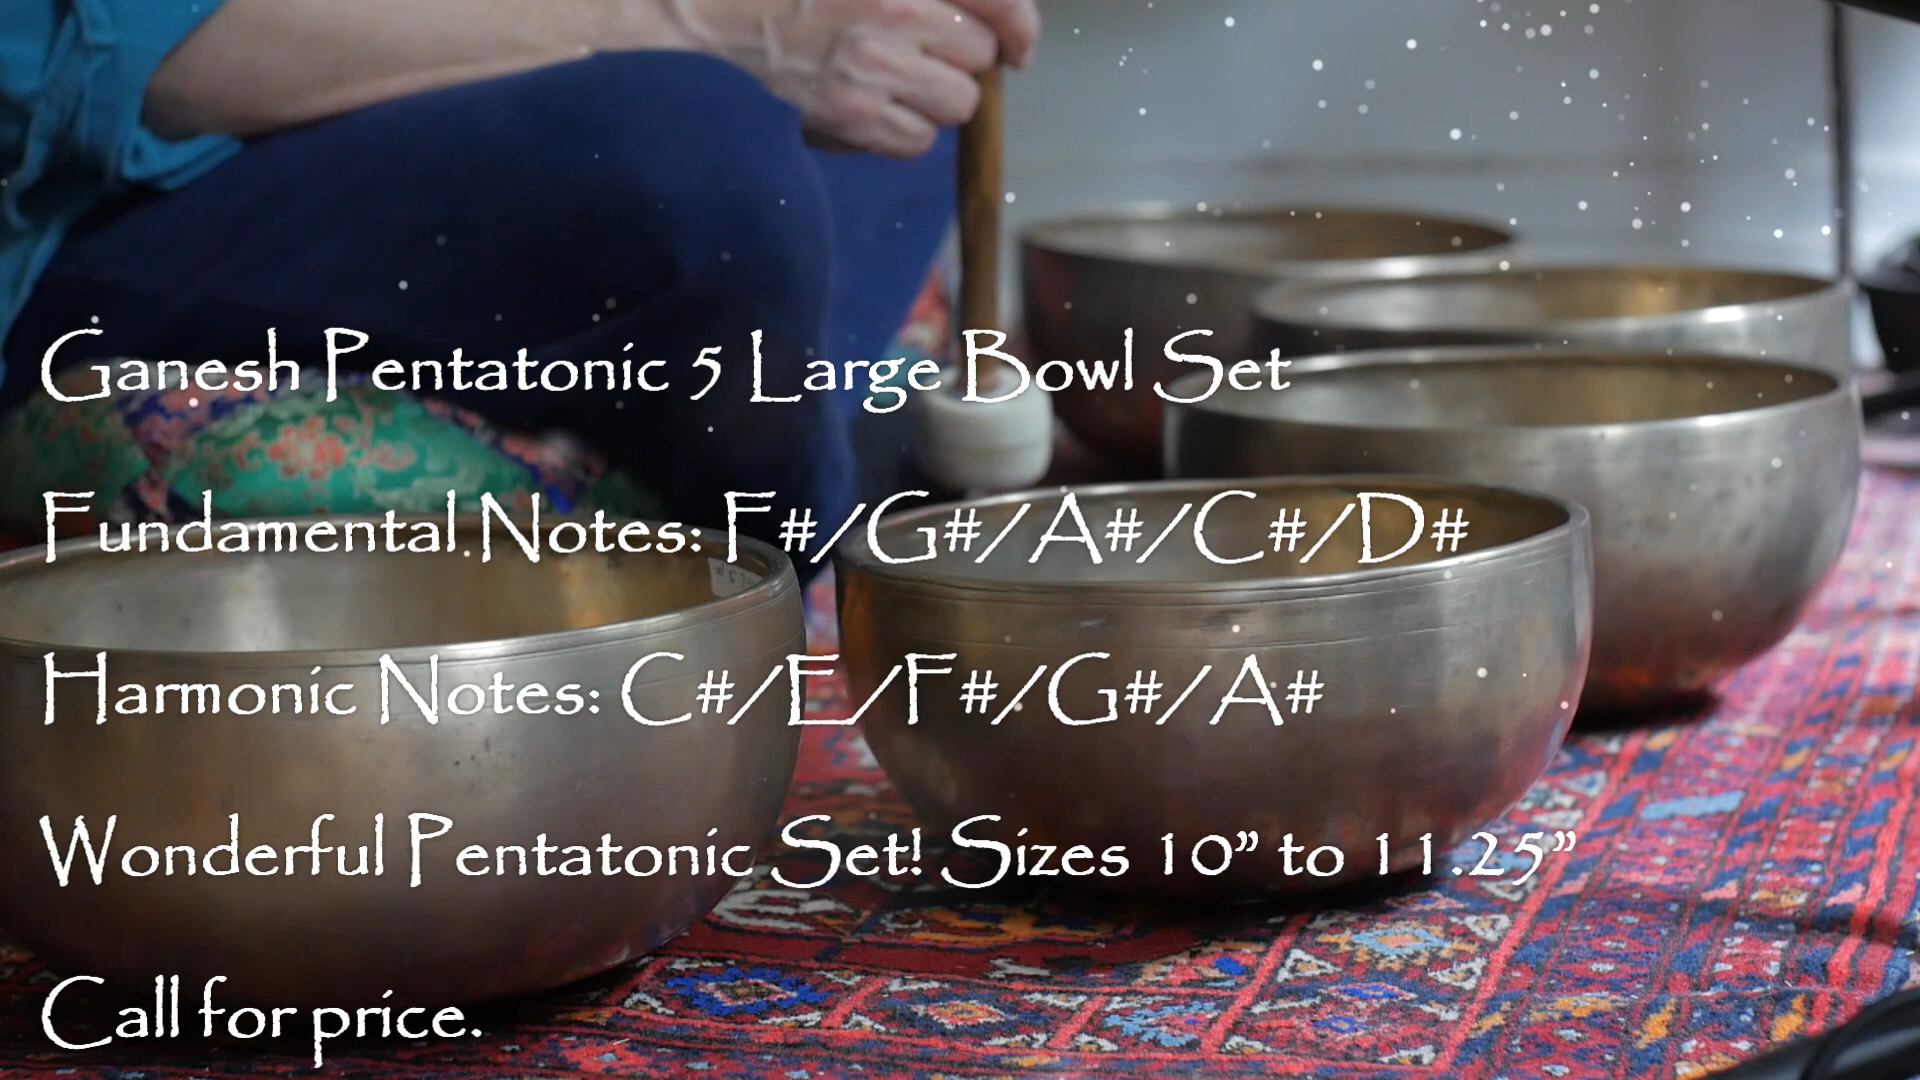 Ganesh Pentatonic 5 Large Bowl Set
Fundamental Notes: F#/G#/A#/C#/D#
Harmonic Notes: C#/E/F#/G#/A#
Wonderful Pentatonic Set! Sizes 10” to 11.25”
Call for price.